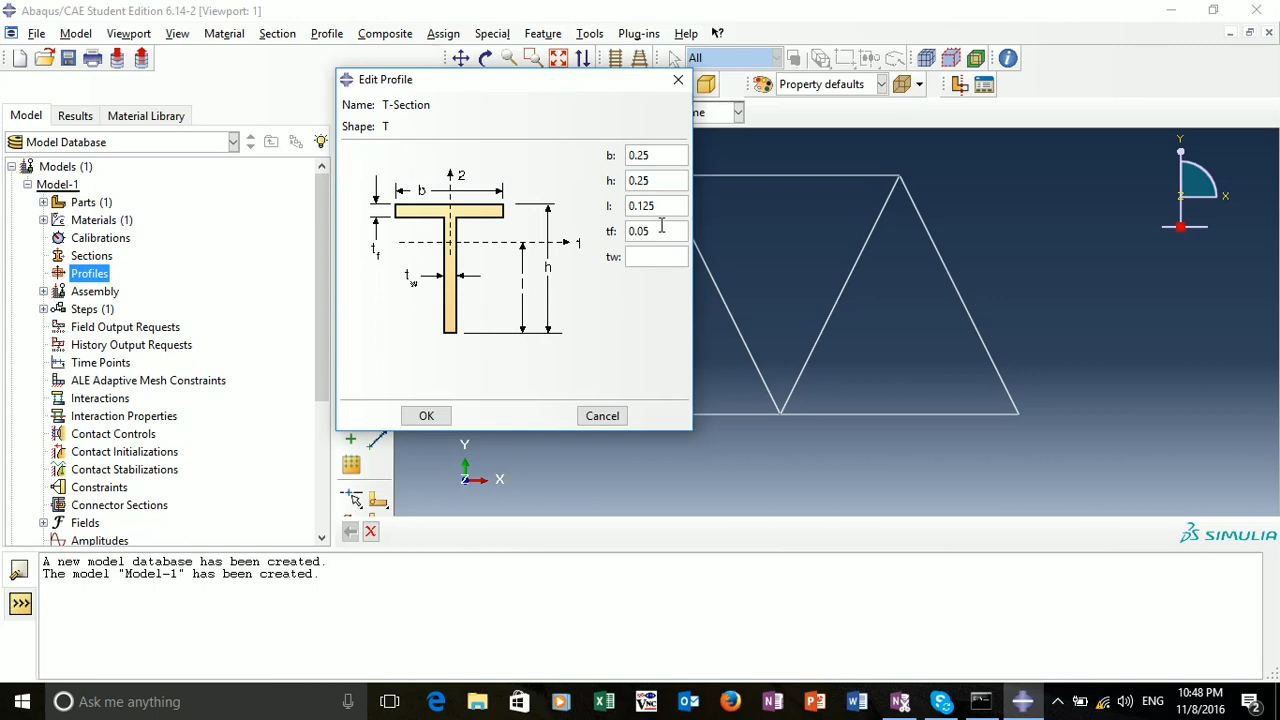 Abaqus/CAE Student Edition 6.14-2 [Viewport: 1]
File Model Viewport View Material Section Profile Composite Assign Special Feature Tools Plug-ins Help
All
Property defaults
Model Results Material Library
Model Database
Models (1)
Model-1
Parts (1)
Materials (1)
Calibrations
Sections
Profiles
Assembly
Steps (1)
Field Output Requests
History Output Requests
Time Points
ALE Adaptive Mesh Constraints
Interactions
Interaction Properties
Contact Controls
Contact Initializations
Contact Stabilizations
Constraints
Connector Sections
Fields
Amplitudes
Edit Profile
Name: T-Section
Shape: T
b: 0.25
h: 0.25
l: 0.125
tf: 0.05
tw:
2
b
1
tf
tw
h
OK Cancel
Y
X
Z
Y
X
Z
SIMULIA
A new model database has been created.
The model "Model-1" has been created.
>>>
Ask me anything
ENG
10:48 PM
11/8/2016
2